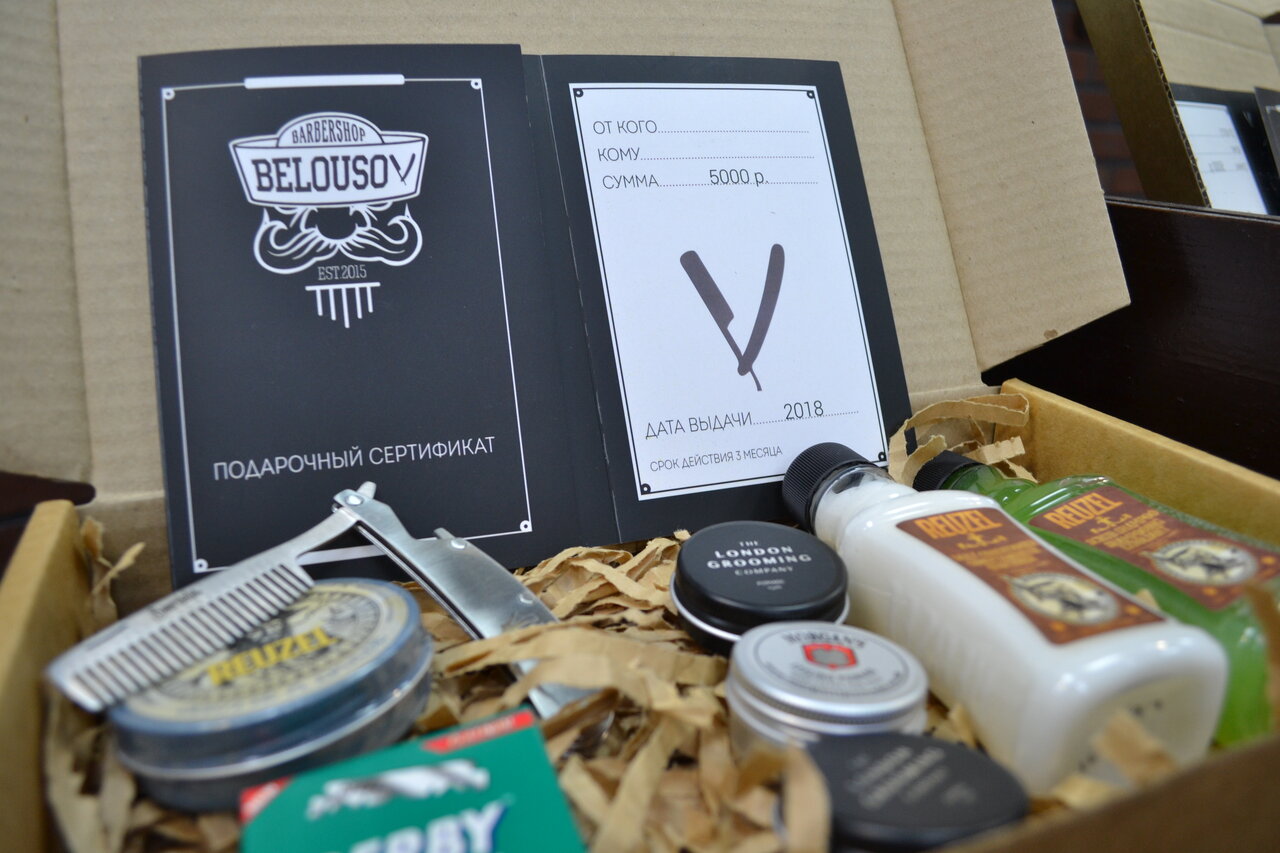 BARBERSHOP
BELOUSOV
EST.2015
ПОДАРОЧНЫЙ СЕРТИФИКАТ
ОТ КОГО
КОМУ
СУММА 5000 р.
ДАТА ВЫДАЧИ 2018
СРОК ДЕЙСТВИЯ 3 МЕСЯЦА
REUZEL
THE
LONDON
GROOMING
COMPANY
MORGAN'S
REUZEL
REUZEL